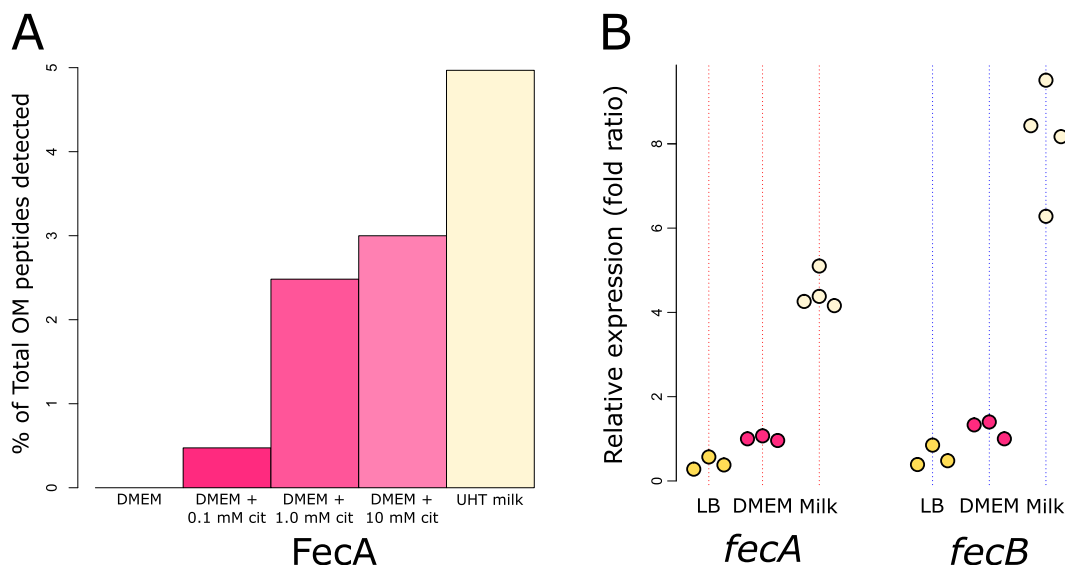 A
% of Total OM peptides detected
5
4
3
2
1
0
DMEM
DMEM +
0.1 mM cit
DMEM +
1.0 mM cit
DMEM +
10 mM cit
UHT milk
FecA
B
Relative expression (fold ratio)
8
6
4
2
0
LB
DMEM
Milk
LB
DMEM
Milk
fecA
fecB